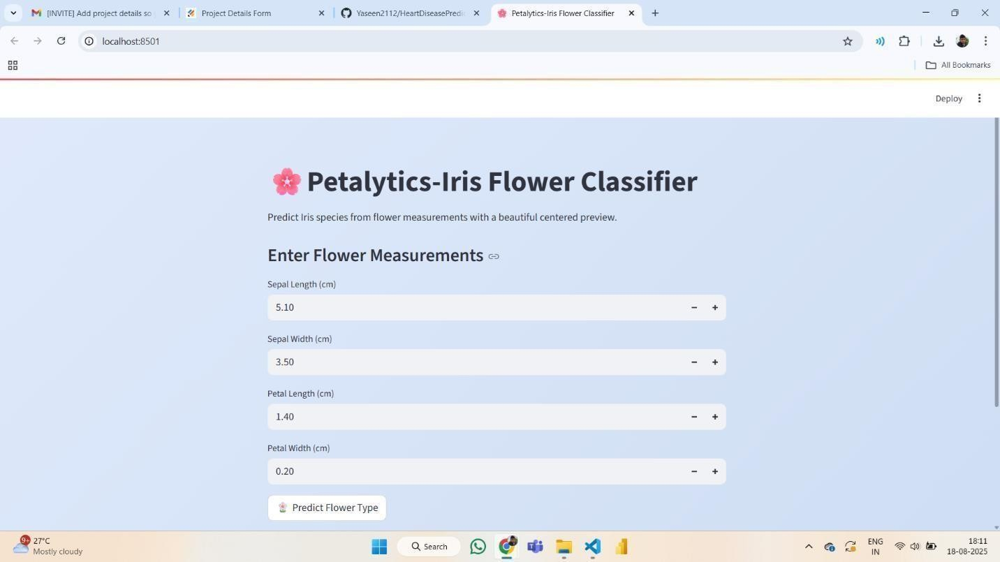 [INVITE] Add project details so
Project Details Form
Yaseen2112/HeartDiseasePredic
Petalytics-Iris Flower Classifier
localhost:8501
All Bookmarks
Deploy
Petalytics-Iris Flower Classifier
Predict Iris species from flower measurements with a beautiful centered preview.
Enter Flower Measurements
Sepal Length (cm)
5.10
Sepal Width (cm)
3.50
Petal Length (cm)
1.40
Petal Width (cm)
0.20
Predict Flower Type
9+
27°C
Mostly cloudy
Search
ENG
IN
18:11
18-08-2025